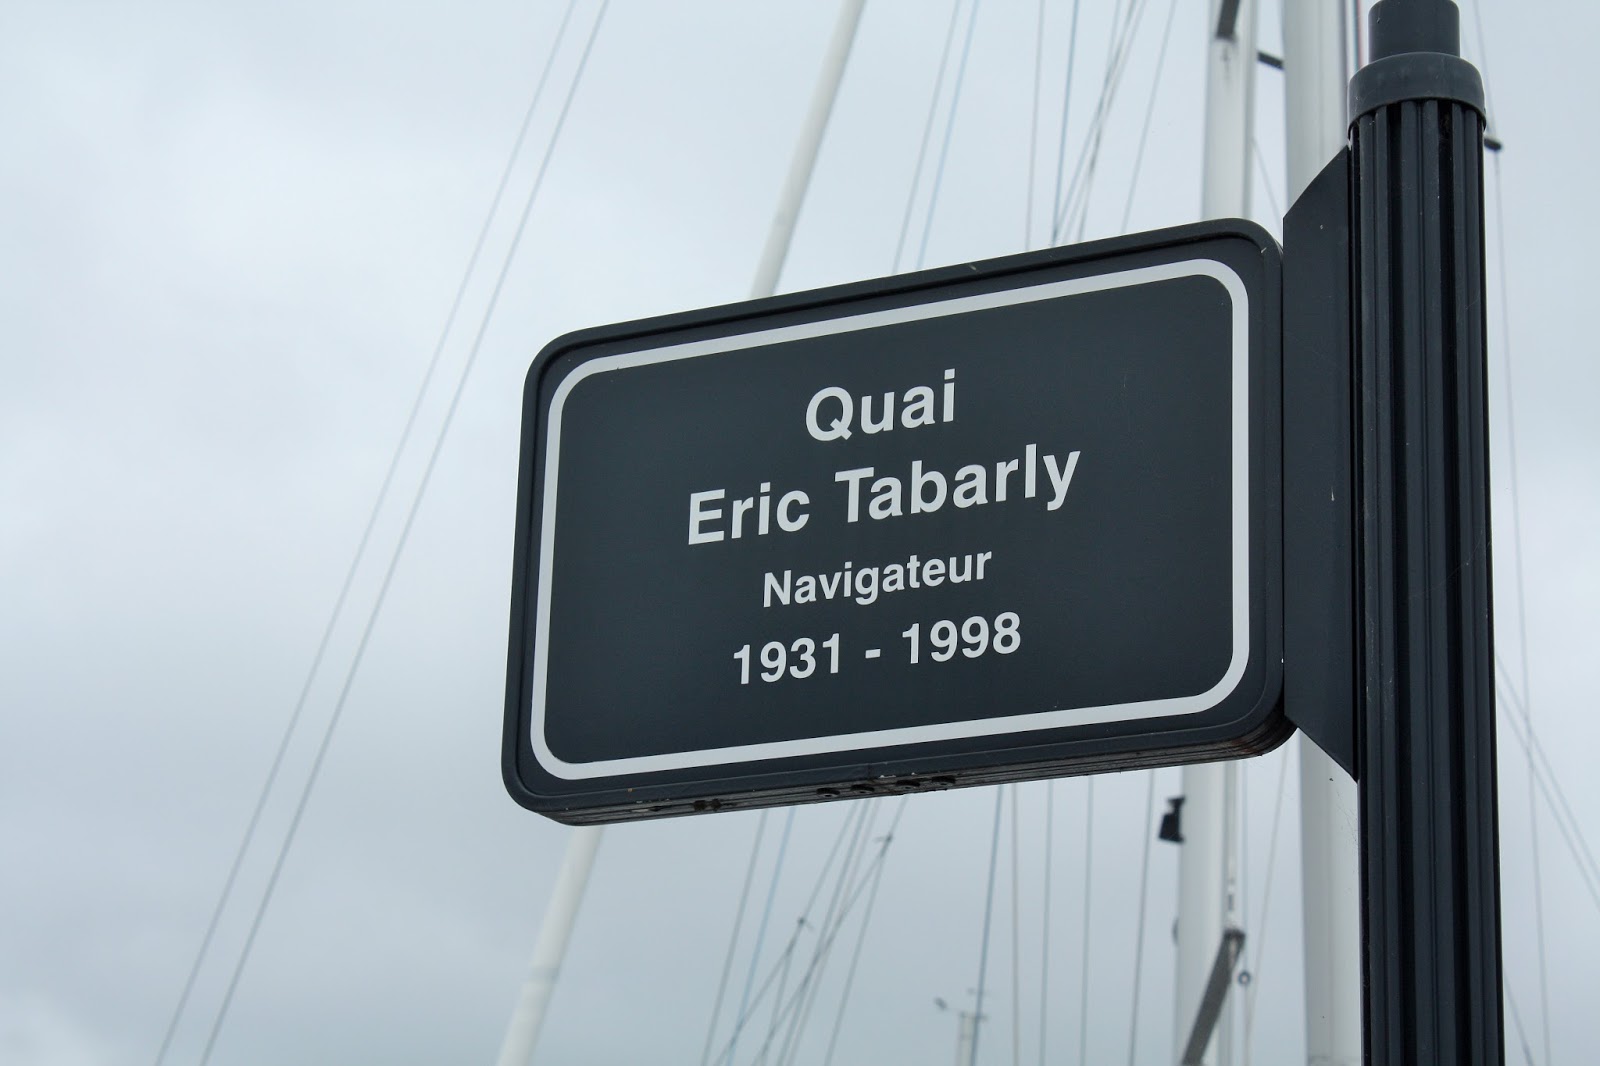 Quai
Eric Tabarly
Navigateur
1931 - 1998